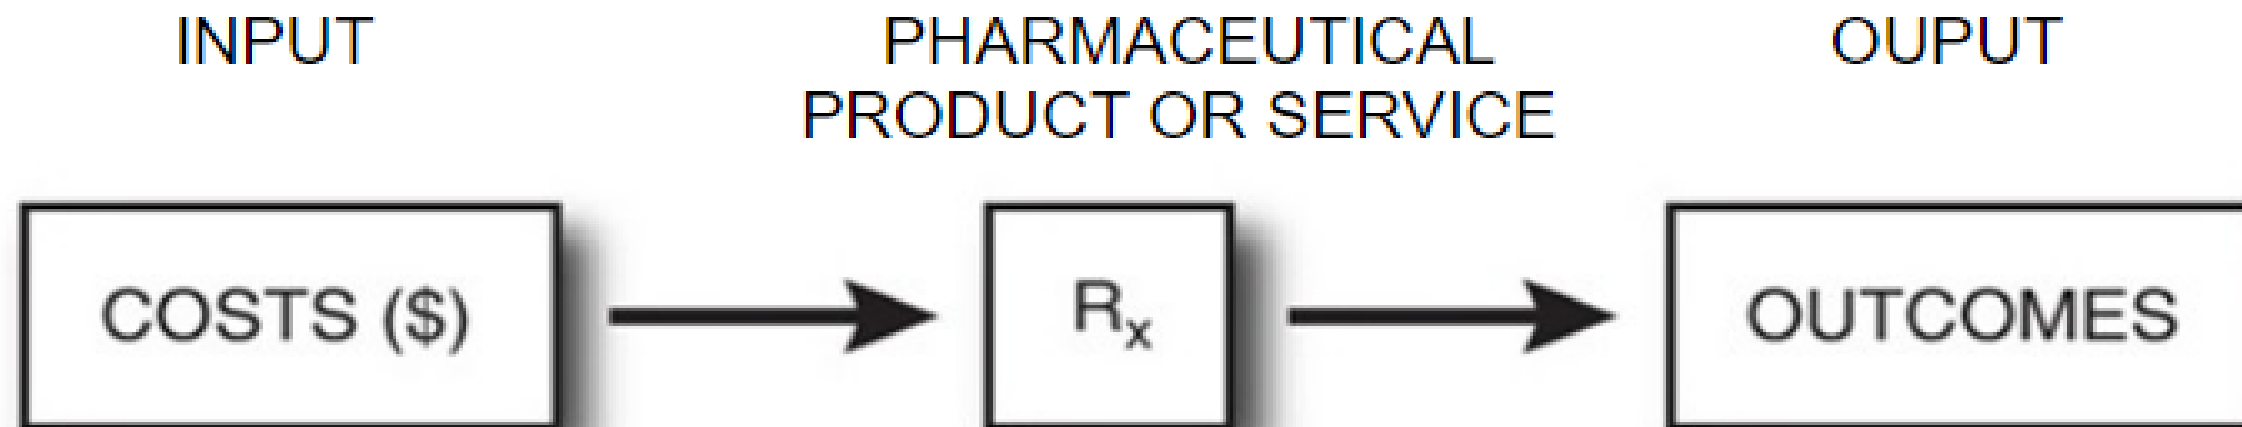 INPUT
PHARMACEUTICAL
PRODUCT OR SERVICE
OUPUT
COSTS ($)
Rx
OUTCOMES